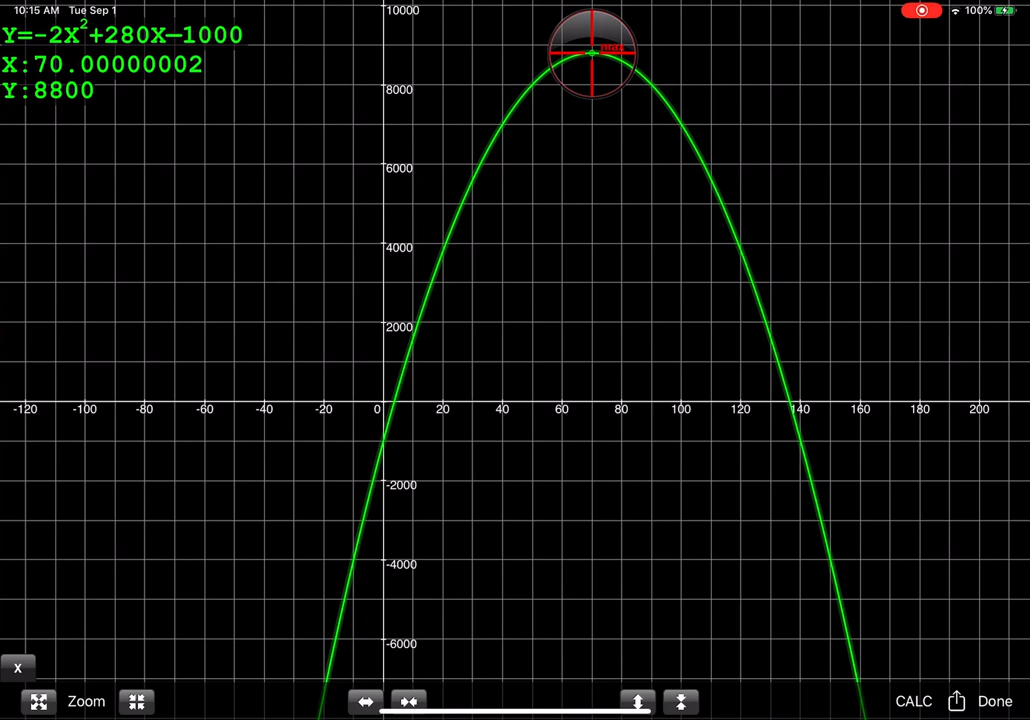 10:15 AM Tue Sep 1
100%
Y=-2X²+280X-1000
X:70.00000002
Y:8800
10000
8000
6000
4000
2000
-120 -100 -80 -60 -40 -20 0 20 40 60 80 100 120 140 160 180 200
-2000
-4000
-6000
X
Zoom
CALC
Done